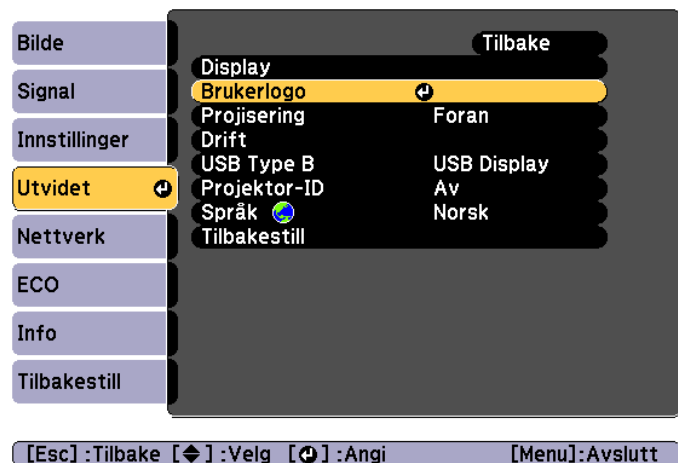 Bilde
Signal
Innstillinger
Utvidet
Nettverk
ECO
Info
Tilbakestill
Tilbake
Display
Brukerlogo
Projisering Foran
Drift
USB Type B USB Display
Projektor-ID Av
Språk Norsk
Tilbakestill
[Esc] :Tilbake [ ] :Velg [ ] :Angi [Menu]:Avslutt